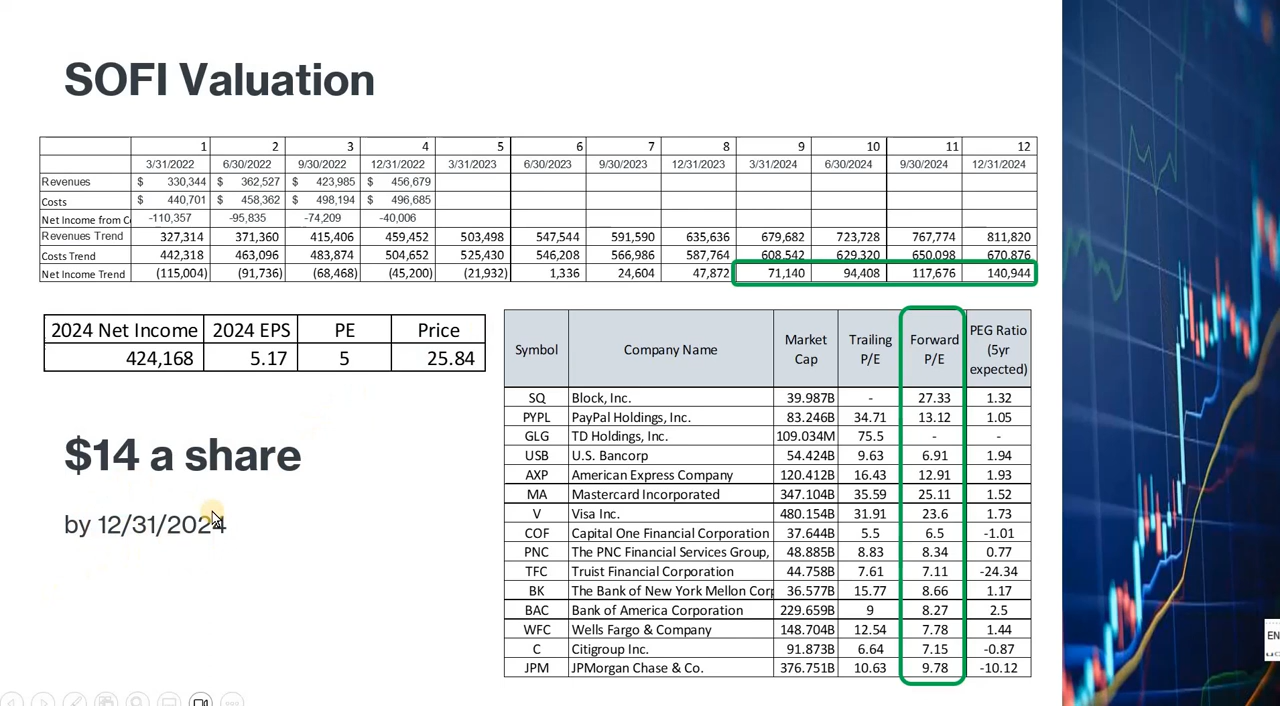 SOFI Valuation
1 2 3 4 5 6 7 8 9 10 11 12
3/31/2022 6/30/2022 9/30/2022 12/31/2022 3/31/2023 6/30/2023 9/30/2023 12/31/2023 3/31/2024 6/30/2024 9/30/2024 12/31/2024
Revenues $ 330,344 $ 362,527 $ 423,985 $ 456,679
Costs $ 440,701 $ 458,362 $ 498,194 $ 496,685
Net Income from C -110,357 -95,835 -74,209 -40,006
Revenues Trend 327,314 371,360 415,406 459,452 503,498 547,544 591,590 635,636 679,682 723,728 767,774 811,820
Costs Trend 442,318 463,096 483,874 504,652 525,430 546,208 566,986 587,764 608,542 629,320 650,098 670,876
Net Income Trend (115,004) (91,736) (68,468) (45,200) (21,932) 1,336 24,604 47,872 71,140 94,408 117,676 140,944
2024 Net Income 2024 EPS PE Price
424,168 5.17 5 25.84
$14 a share
by 12/31/2024
Symbol Company Name Market Cap Trailing P/E Forward P/E PEG Ratio (5yr expected)
SQ Block, Inc. 39.987B - 27.33 1.32
PYPL PayPal Holdings, Inc. 83.246B 34.71 13.12 1.05
GLG TD Holdings, Inc. 109.034M 75.5 - -
USB U.S. Bancorp 54.424B 9.63 6.91 1.94
AXP American Express Company 120.412B 16.43 12.91 1.93
MA Mastercard Incorporated 347.104B 35.59 25.11 1.52
V Visa Inc. 480.154B 31.91 23.6 1.73
COF Capital One Financial Corporation 37.644B 5.5 6.5 -1.01
PNC The PNC Financial Services Group, 48.885B 8.83 8.34 0.77
TFC Truist Financial Corporation 44.758B 7.61 7.11 -24.34
BK The Bank of New York Mellon Corp 36.577B 15.77 8.66 1.17
BAC Bank of America Corporation 229.659B 9 8.27 2.5
WFC Wells Fargo & Company 148.704B 12.54 7.78 1.44
C Citigroup Inc. 91.873B 6.64 7.15 -0.87
JPM JPMorgan Chase & Co. 376.751B 10.63 9.78 -10.12
EN